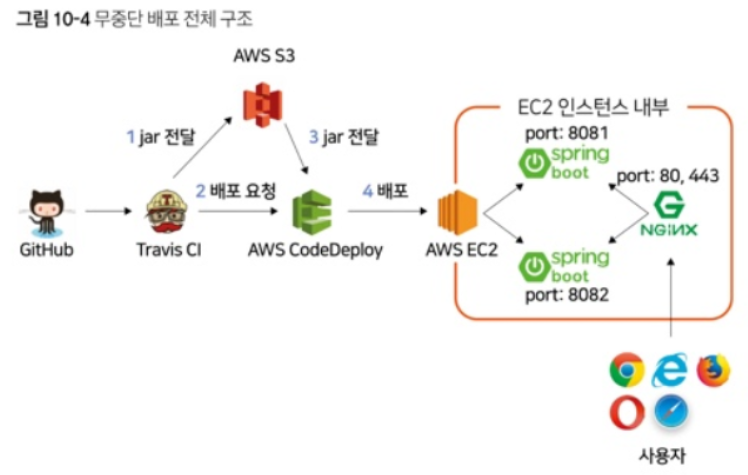 그림 10-4 무중단 배포 전체 구조
AWS S3
EC2 인스턴스 내부
1 jar 전달
3 jar 전달
port: 8081
spring
boot
port: 80, 443
2 배포 요청
4 배포
NGiNX
GitHub
Travis CI
AWS CodeDeploy
AWS EC2
spring
boot
port: 8082
사용자